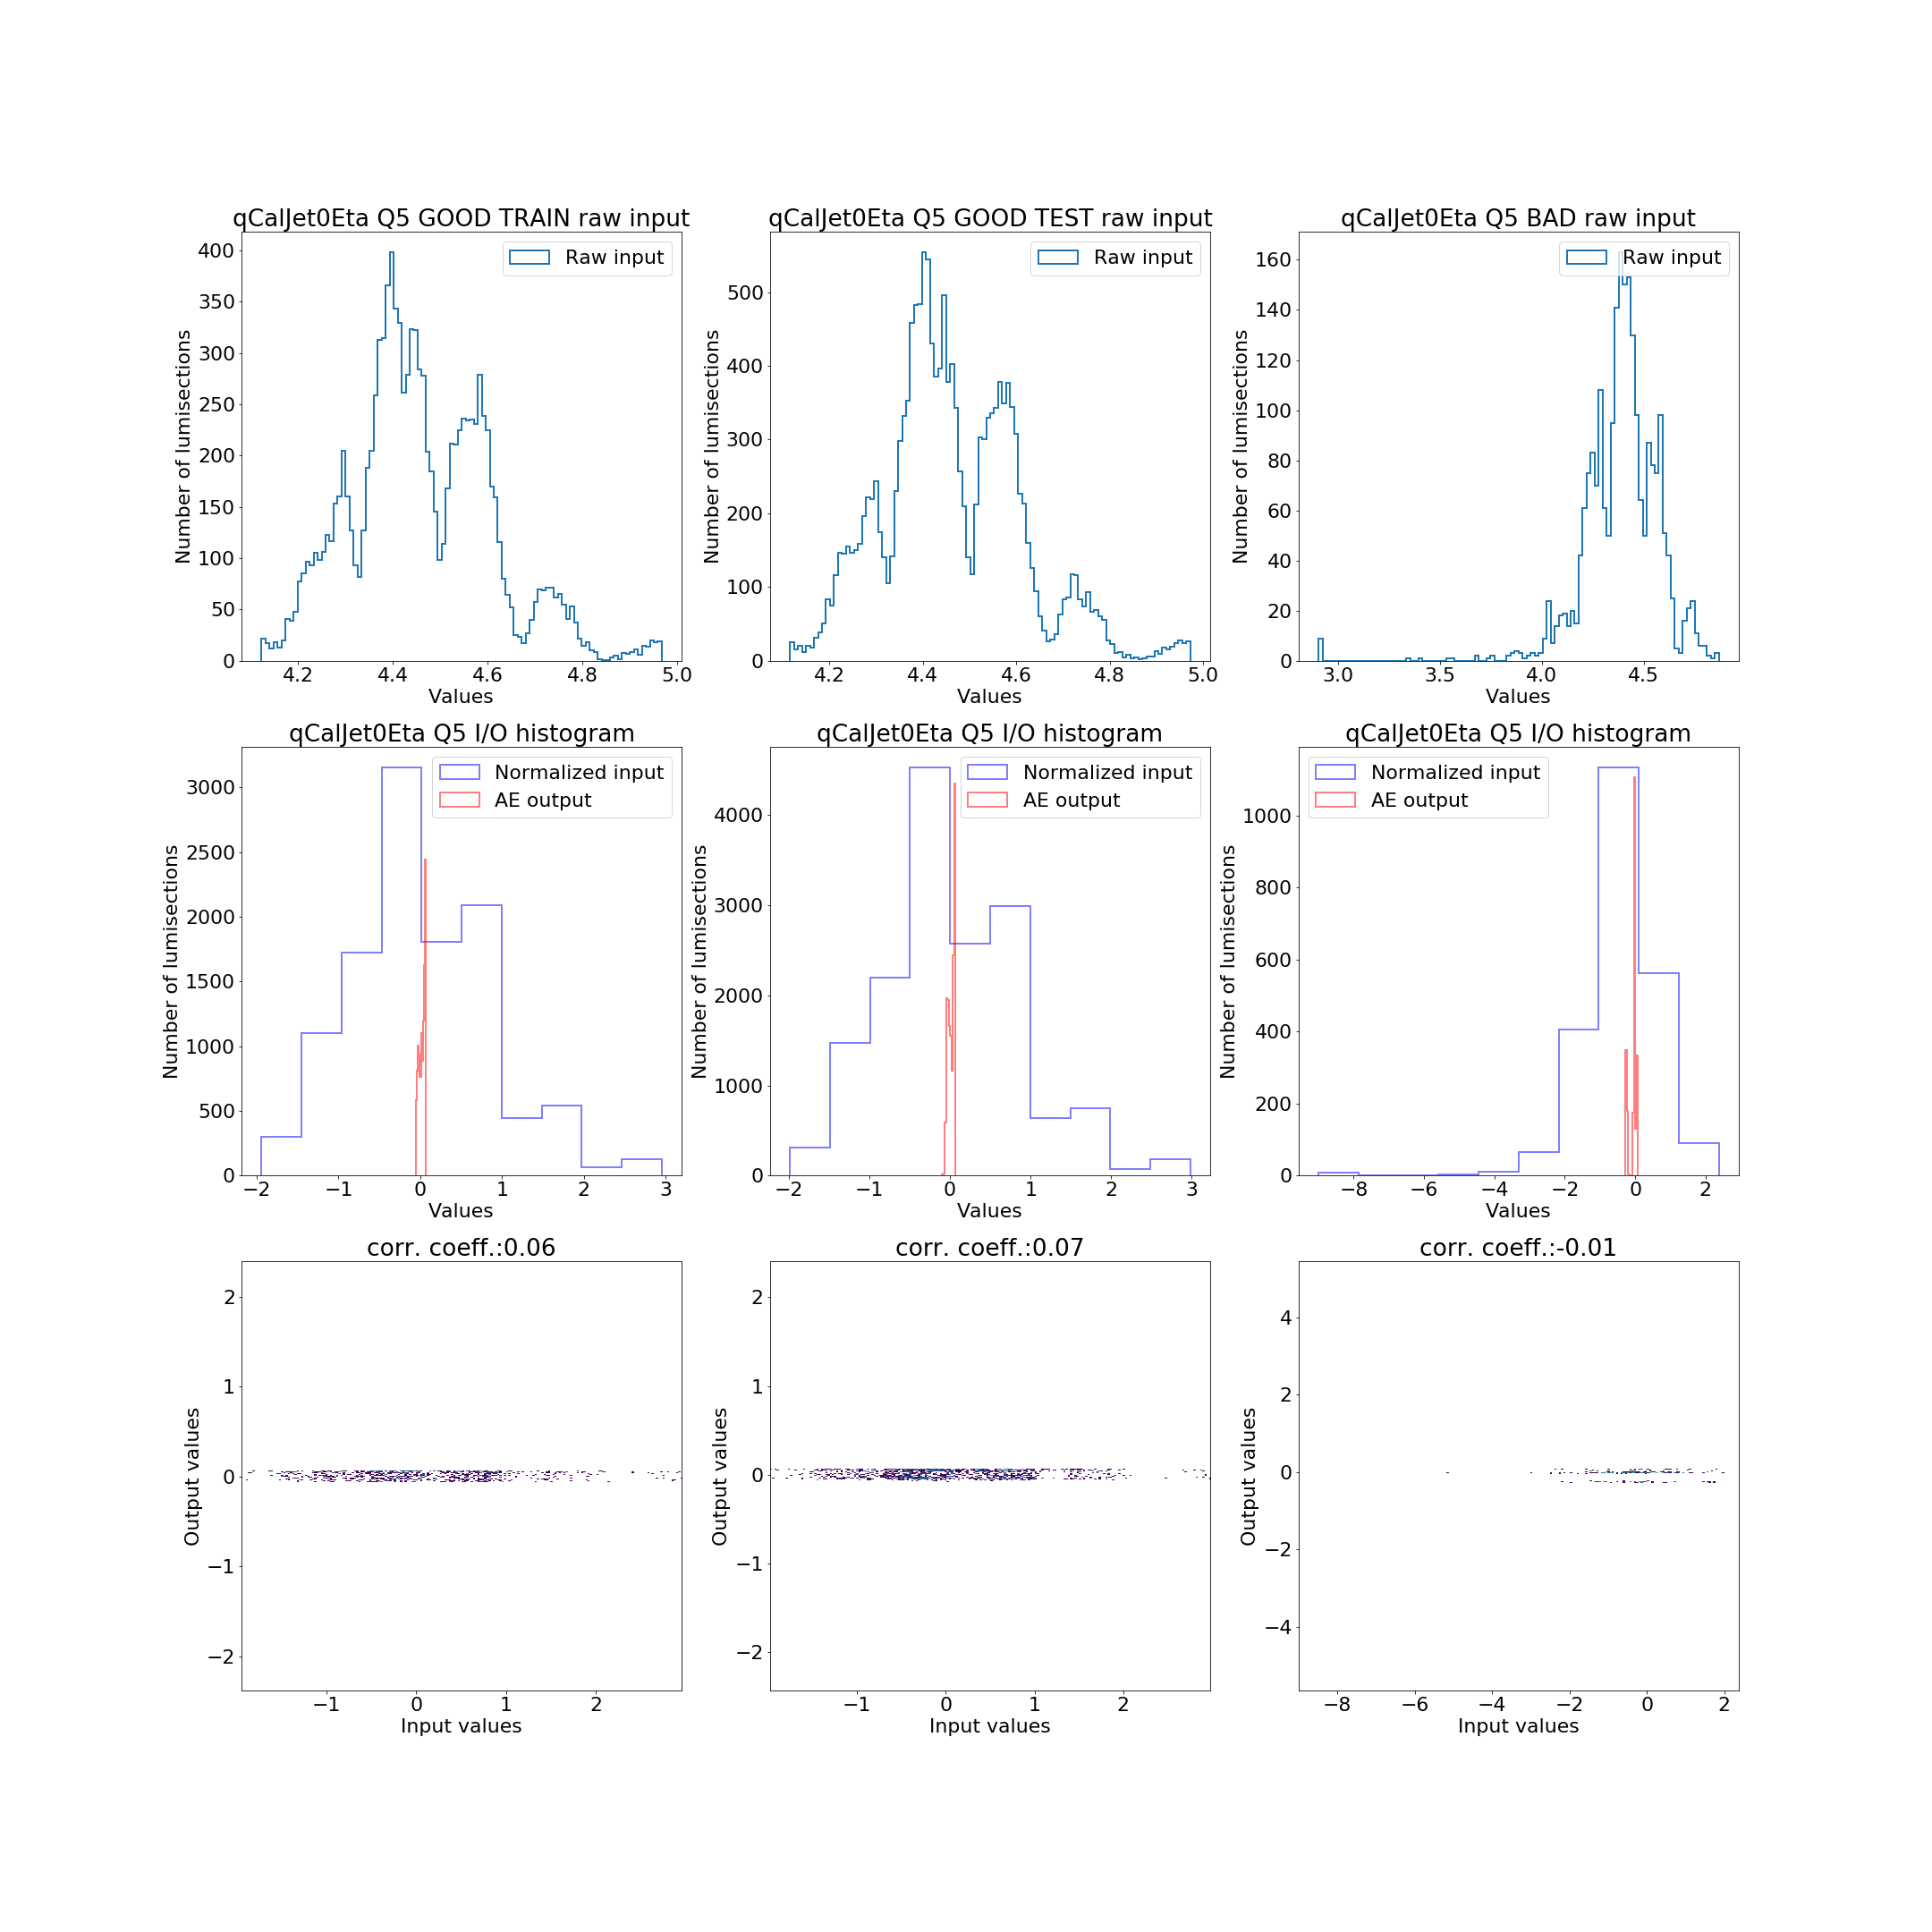 qCalJet0Eta Q5 GOOD TRAIN raw input
Raw input
Number of lumisections
400
350
300
250
200
150
100
50
0
4.2 4.4 4.6 4.8 5.0
Values
qCalJet0Eta Q5 GOOD TEST raw input
Raw input
Number of lumisections
500
400
300
200
100
0
4.2 4.4 4.6 4.8 5.0
Values
qCalJet0Eta Q5 BAD raw input
Raw input
Number of lumisections
160
140
120
100
80
60
40
20
0
3.0 3.5 4.0 4.5
Values
qCalJet0Eta Q5 I/O histogram
Normalized input
AE output
Number of lumisections
3000
2500
2000
1500
1000
500
0
−2 −1 0 1 2 3
Values
qCalJet0Eta Q5 I/O histogram
Normalized input
AE output
Number of lumisections
4000
3000
2000
1000
0
−2 −1 0 1 2 3
Values
qCalJet0Eta Q5 I/O histogram
Normalized input
AE output
Number of lumisections
1000
800
600
400
200
0
−8 −6 −4 −2 0 2
Values
corr. coeff.:0.06
Output values
2
1
0
−1
−2
−1 0 1 2
Input values
corr. coeff.:0.07
Output values
2
1
0
−1
−2
−1 0 1 2
Input values
corr. coeff.:-0.01
Output values
4
2
0
−2
−4
−8 −6 −4 −2 0 2
Input values